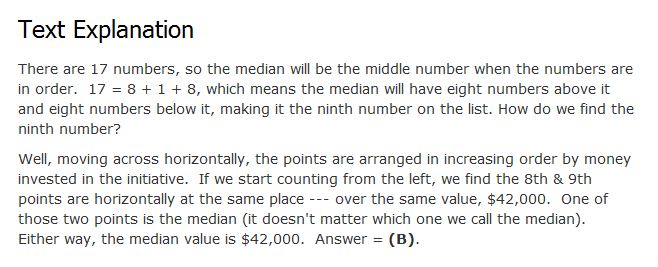 Text Explanation
There are 17 numbers, so the median will be the middle number when the numbers are
in order.  17 = 8 + 1 + 8, which means the median will have eight numbers above it
and eight numbers below it, making it the ninth number on the list. How do we find the
ninth number?
Well, moving across horizontally, the points are arranged in increasing order by money
invested in the initiative.  If we start counting from the left, we find the 8th & 9th
points are horizontally at the same place --- over the same value, $42,000.  One of
those two points is the median (it doesn't matter which one we call the median).
Either way, the median value is $42,000.  Answer = (B).